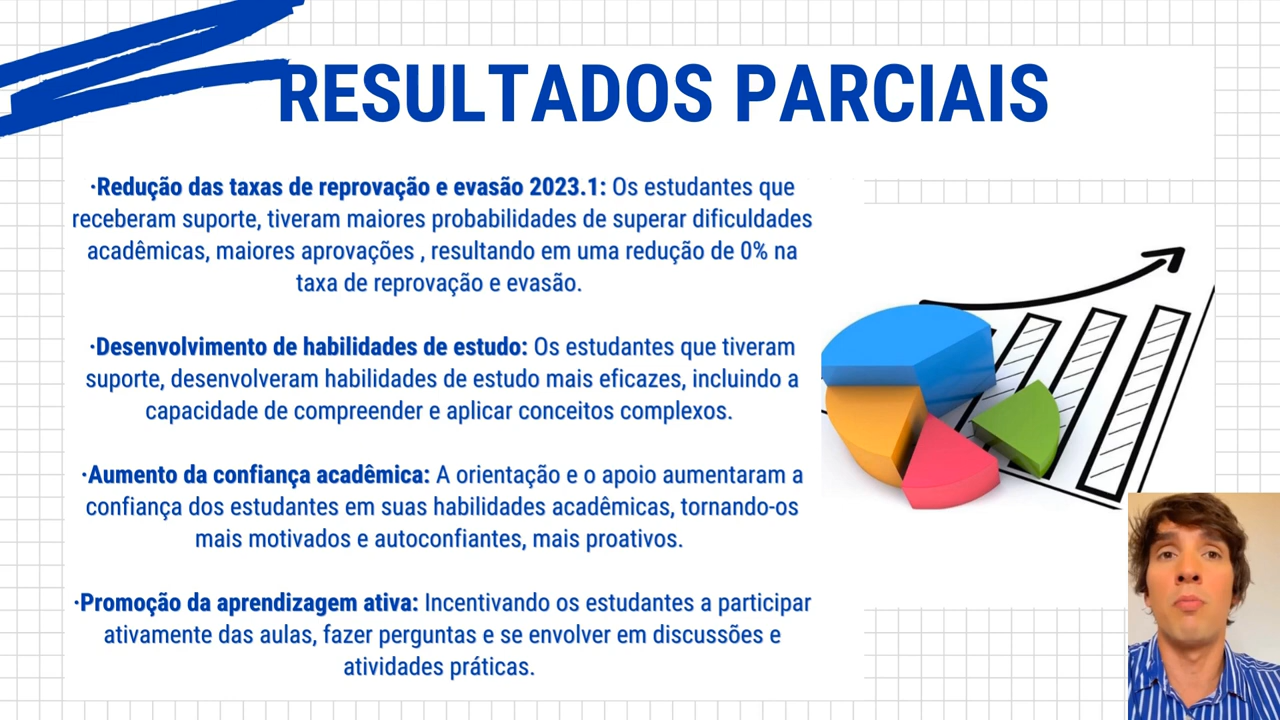 RESULTADOS PARCIAIS
·Redução das taxas de reprovação e evasão 2023.1: Os estudantes que
receberam suporte, tiveram maiores probabilidades de superar dificuldades
acadêmicas, maiores aprovações , resultando em uma redução de 0% na
taxa de reprovação e evasão.
·Desenvolvimento de habilidades de estudo: Os estudantes que tiveram
suporte, desenvolveram habilidades de estudo mais eficazes, incluindo a
capacidade de compreender e aplicar conceitos complexos.
·Aumento da confiança acadêmica: A orientação e o apoio aumentaram a
confiança dos estudantes em suas habilidades acadêmicas, tornando-os
mais motivados e autoconfiantes, mais proativos.
·Promoção da aprendizagem ativa: Incentivando os estudantes a participar
ativamente das aulas, fazer perguntas e se envolver em discussões e
atividades práticas.